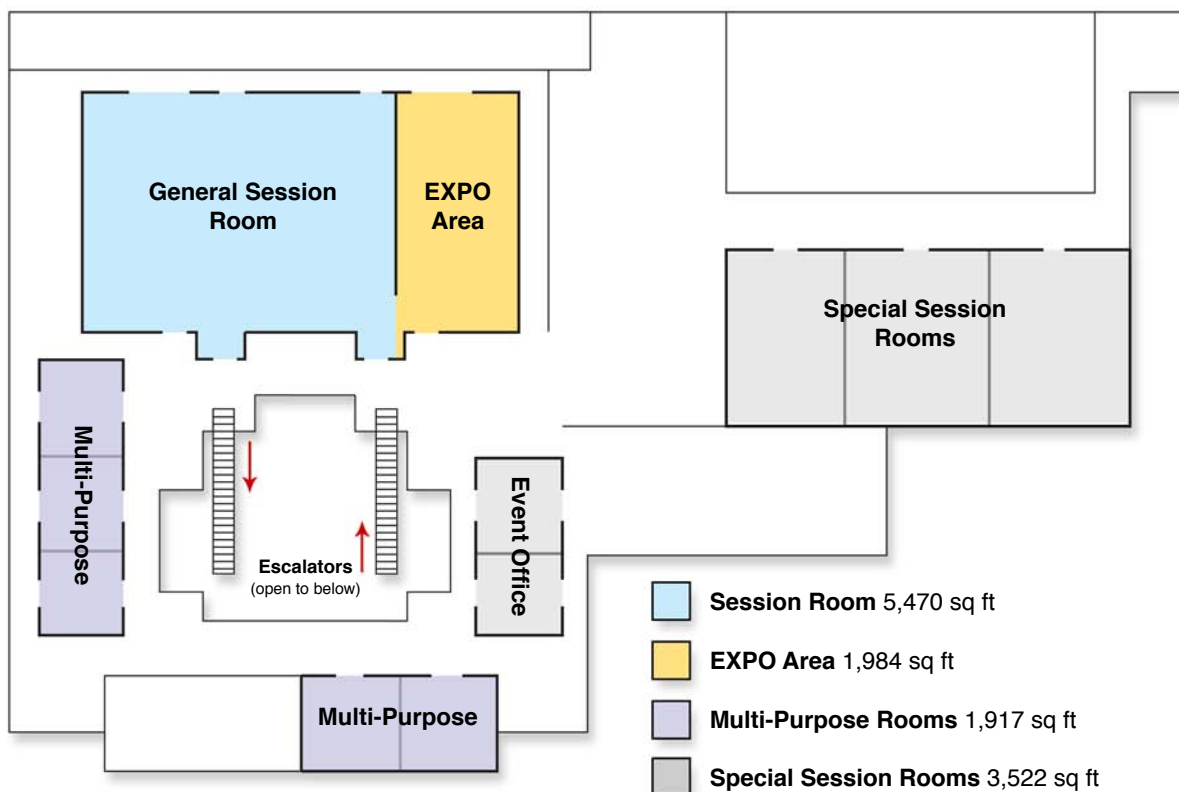 General Session
Room
EXPO
Area
Special Session
Rooms
Multi-Purpose
Event Office
Escalators
(open to below)
Multi-Purpose
Session Room 5,470 sq ft
EXPO Area 1,984 sq ft
Multi-Purpose Rooms 1,917 sq ft
Special Session Rooms 3,522 sq ft